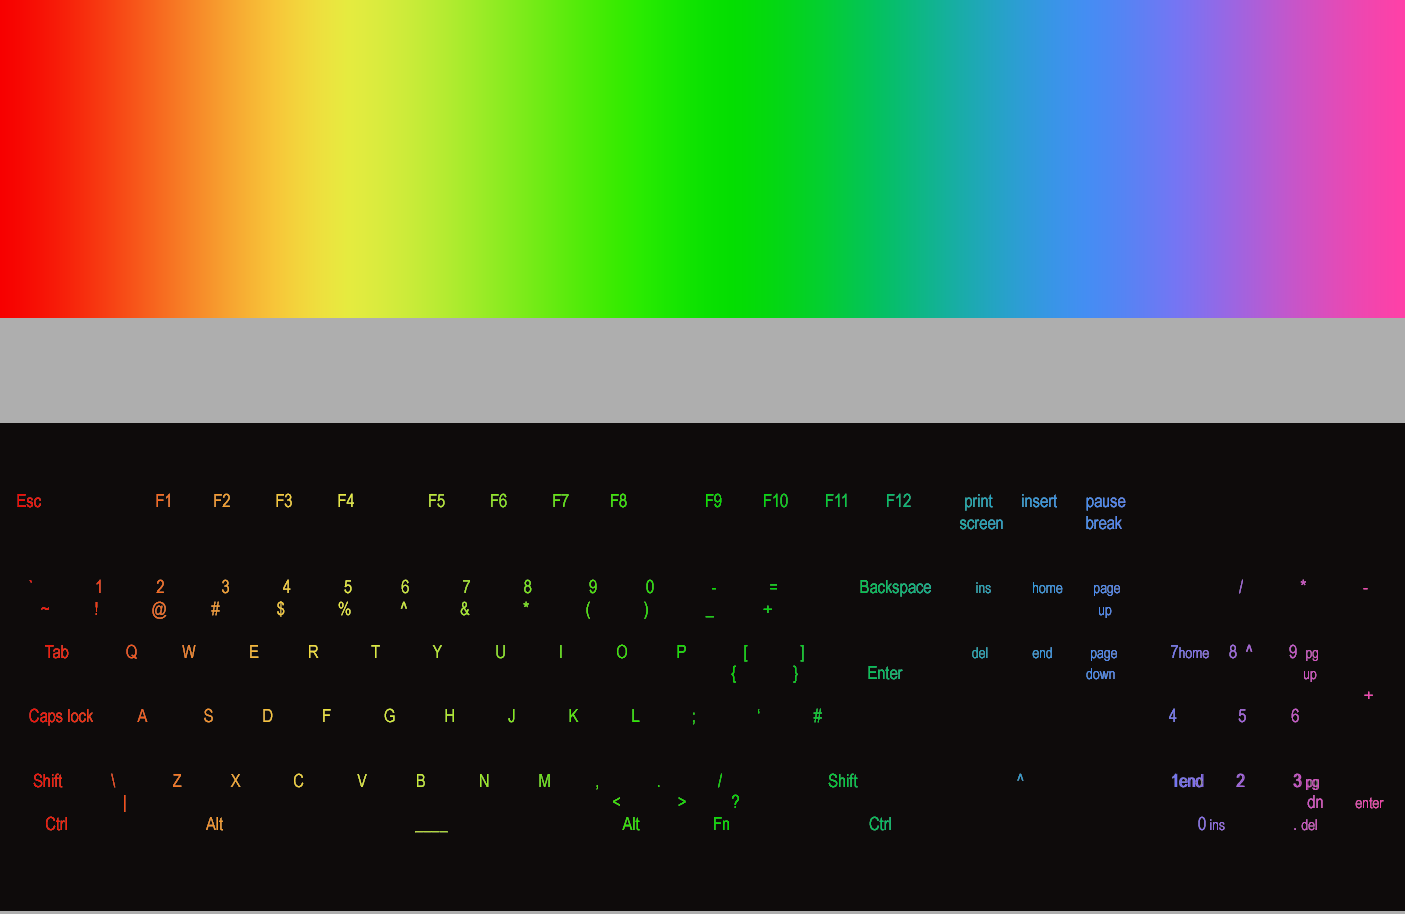 Esc F1 F2 F3 F4 F5 F6 F7 F8 F9 F10 F11 F12 print insert pause
screen break
` 1 2 3 4 5 6 7 8 9 0 - = Backspace ins home page / * -
~ ! @ # $ % ^ & * ( ) _ + up
Tab Q W E R T Y U I O P [ ] del end page 7home 8 ^ 9 pg
{ } Enter down up
+
Caps lock A S D F G H J K L ; ‘ # 4 5 6
Shift \ Z X C V B N M , . / Shift ^ 1end 2 3 pg
| < > ? dn enter
Ctrl Alt ___ Alt Fn Ctrl 0 ins . del